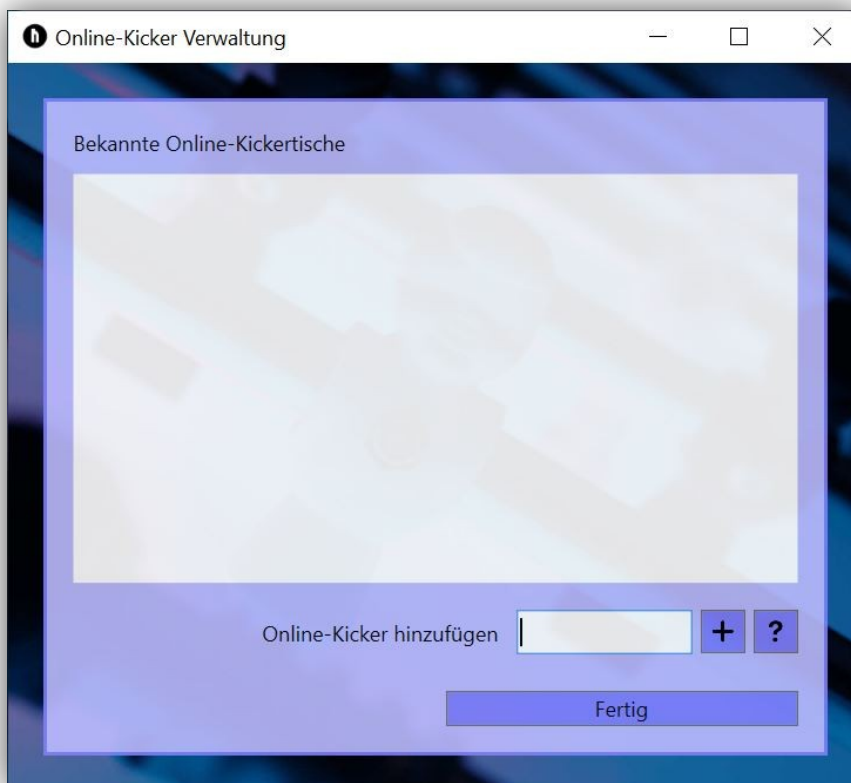 Online-Kicker Verwaltung
Bekannte Online-Kickertische
Online-Kicker hinzufügen + ?
Fertig